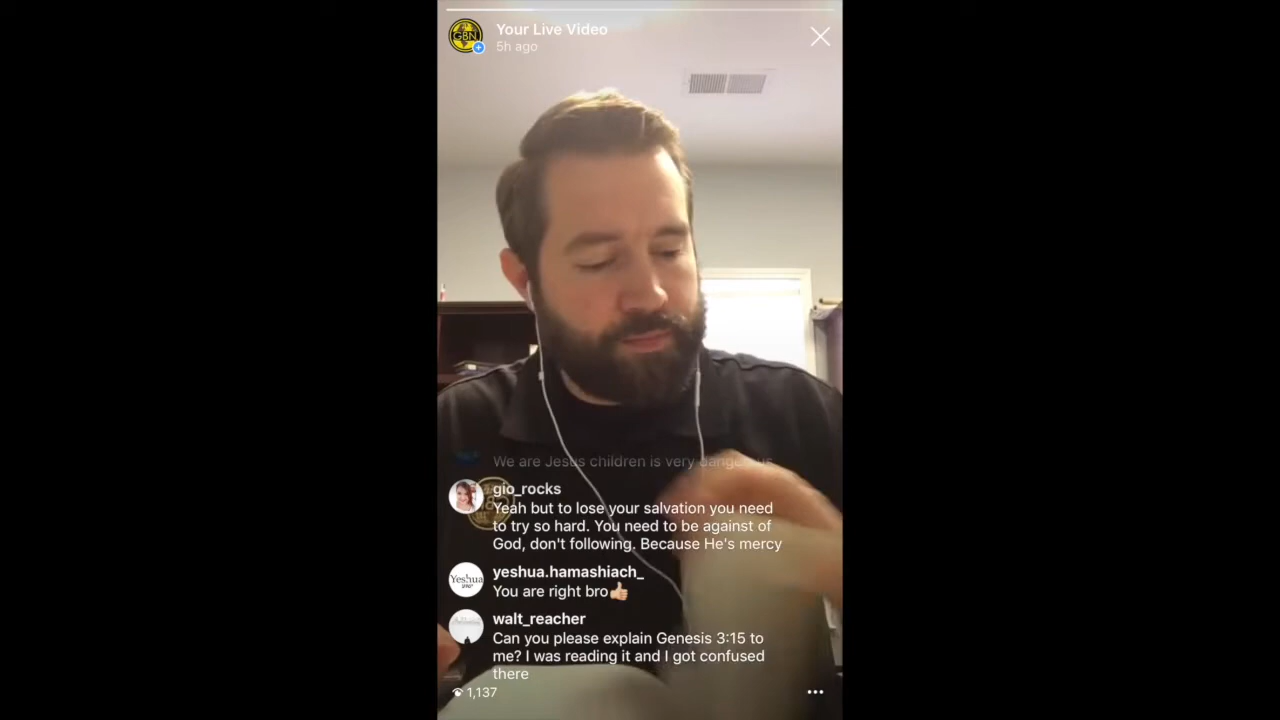 GBN
Your Live Video
5h ago
We are Jesus children is very dangerous
gio_rocks
Yeah but to lose your salvation you need
to try so hard. You need to be against of
God, don't following. Because He's mercy
Yeshua
yeshua.hamashiach_
You are right bro👍🏻
walt_reacher
Can you please explain Genesis 3:15 to
me? I was reading it and I got confused
there
1,137